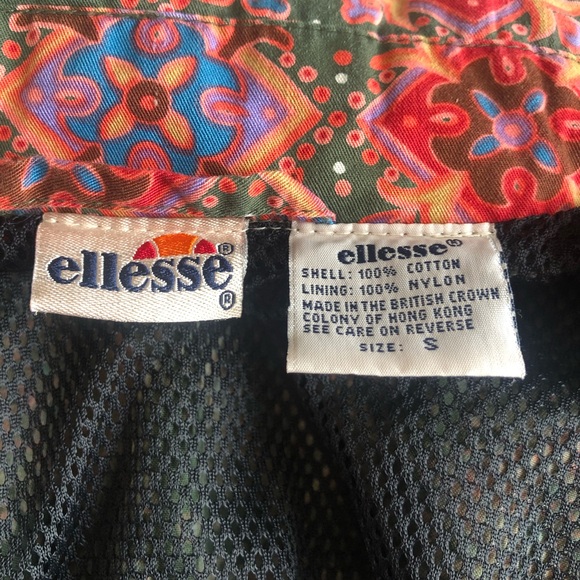 ellesse®
®
ellesse®
SHELL: 100% COTTON
LINING: 100% NYLON
MADE IN THE BRITISH CROWN
COLONY OF HONG KONG
SEE CARE ON REVERSE
SIZE: S